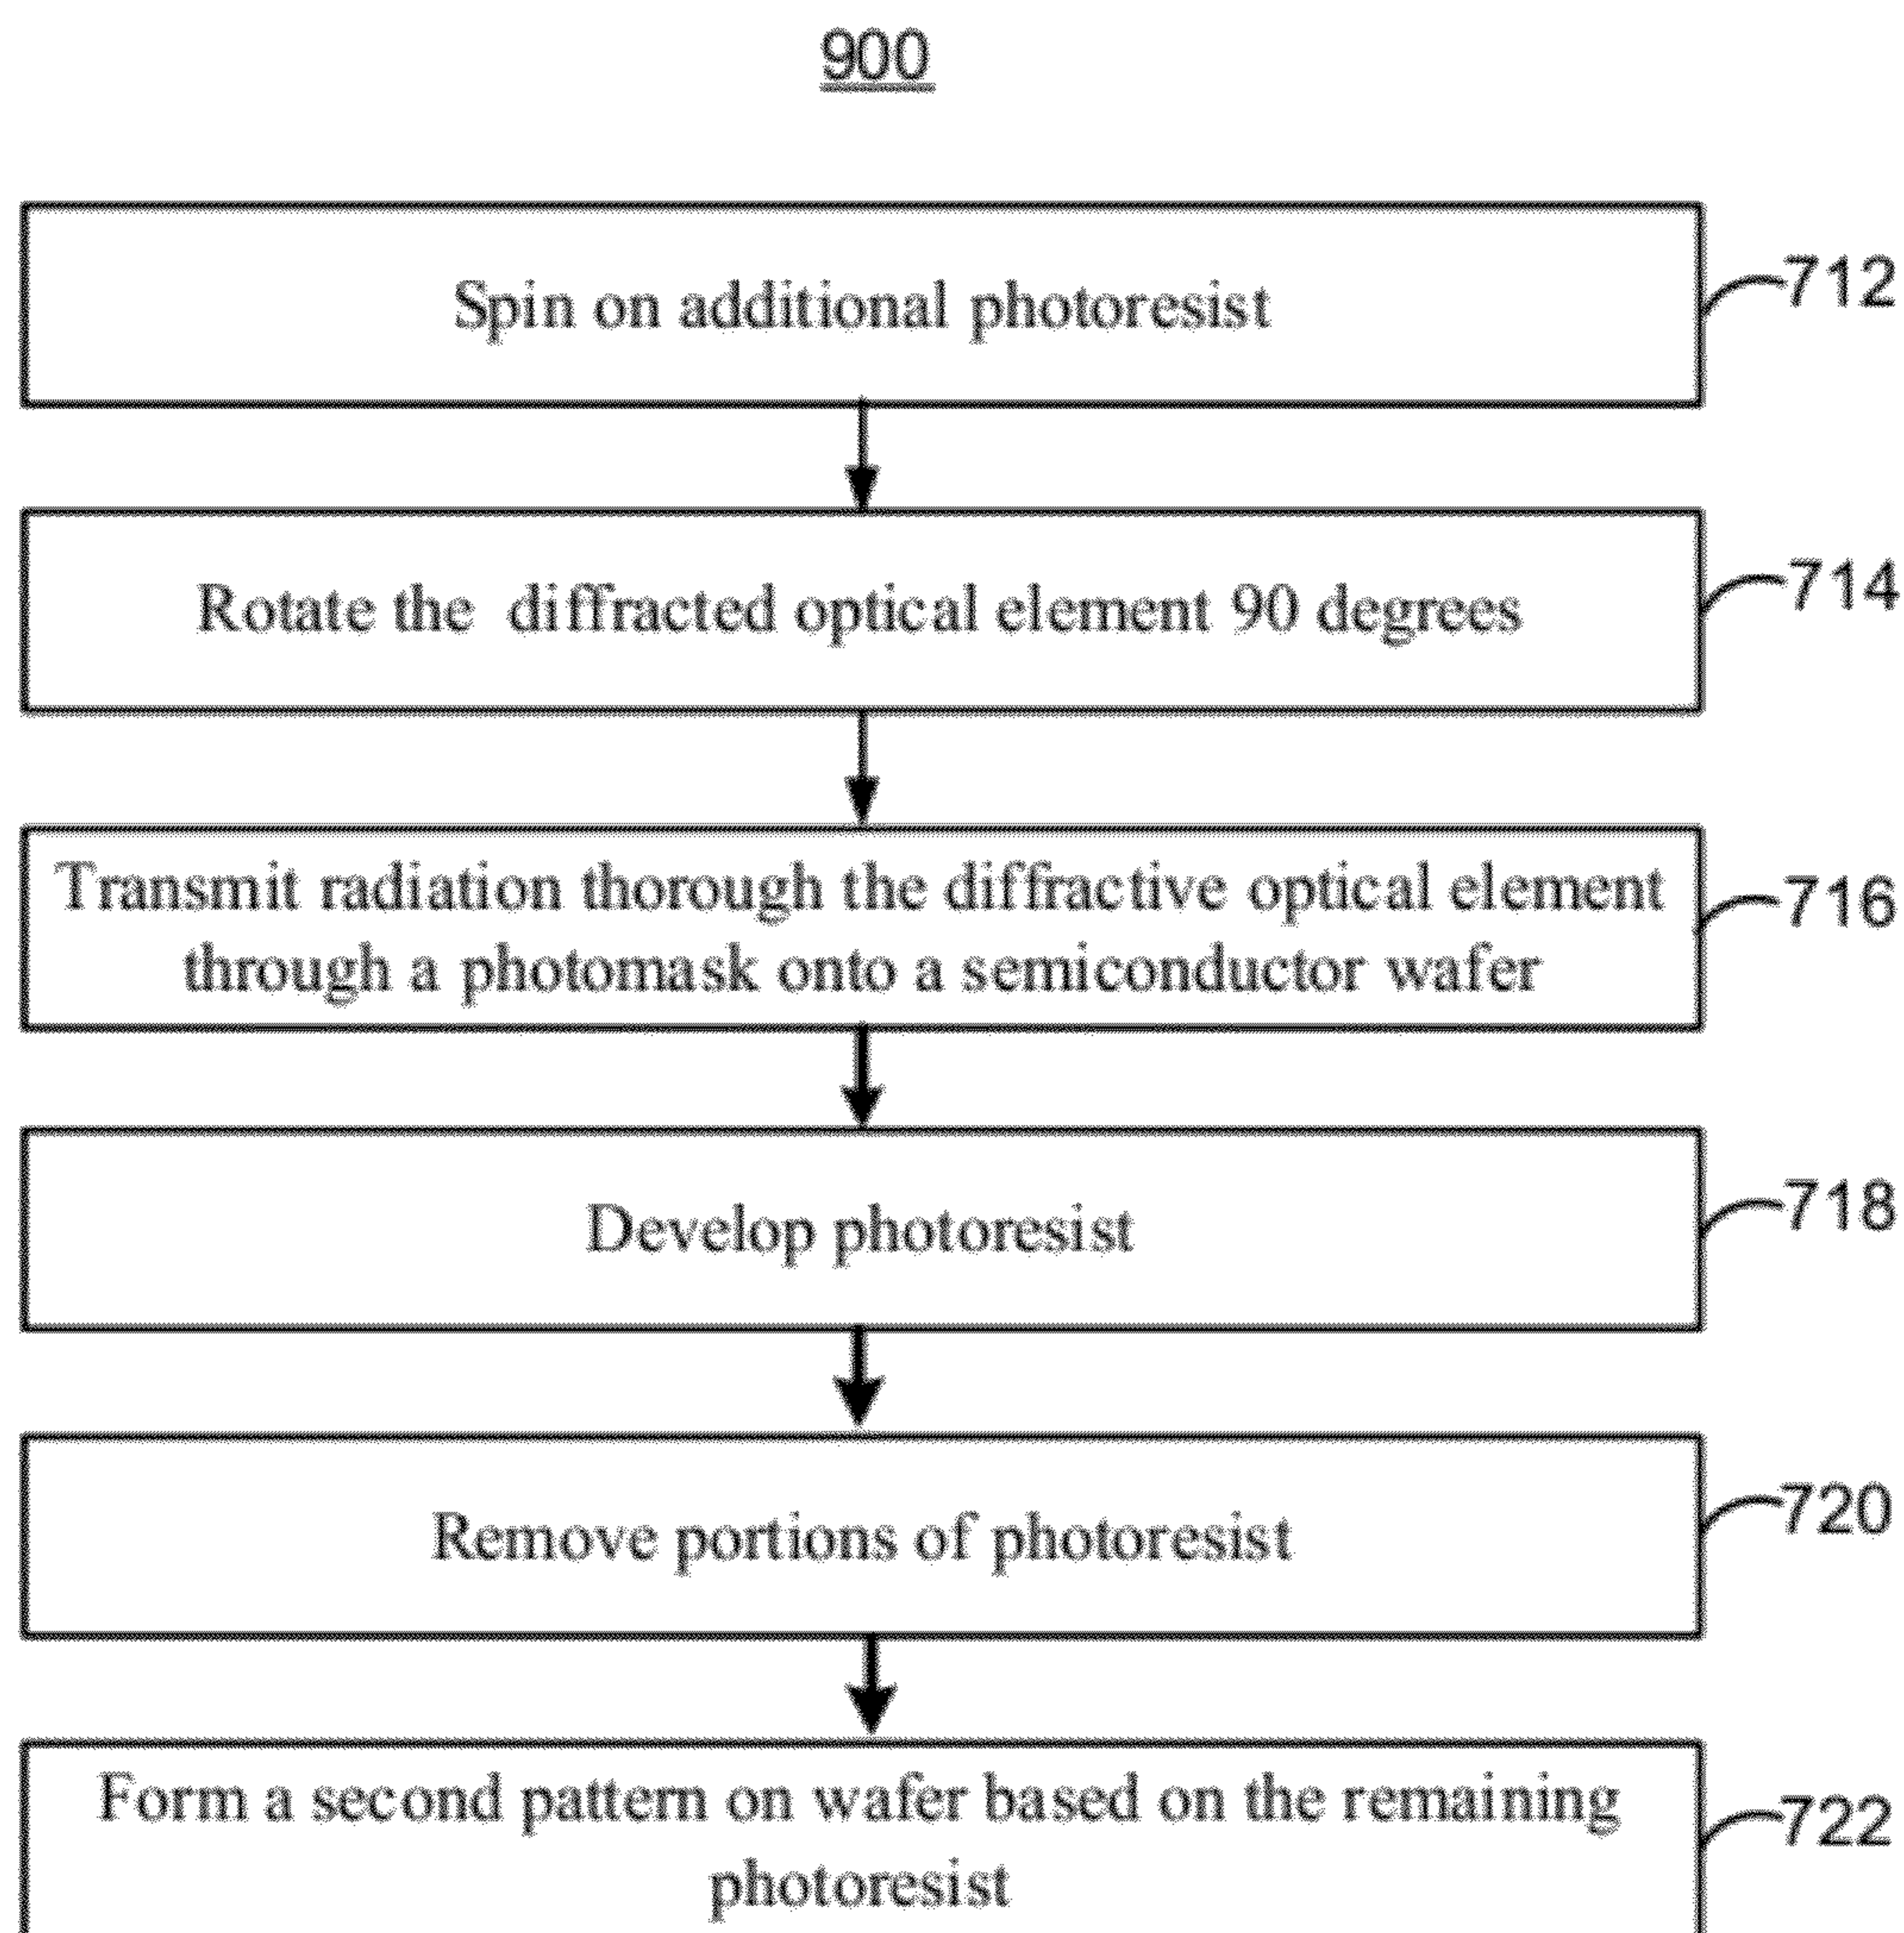 900
Spin on additional photoresist
712
Rotate the diffracted optical element 90 degrees
714
Transmit radiation thorough the diffractive optical element
through a photomask onto a semiconductor wafer
716
Develop photoresist
718
Remove portions of photoresist
720
Form a second pattern on wafer based on the remaining
photoresist
722